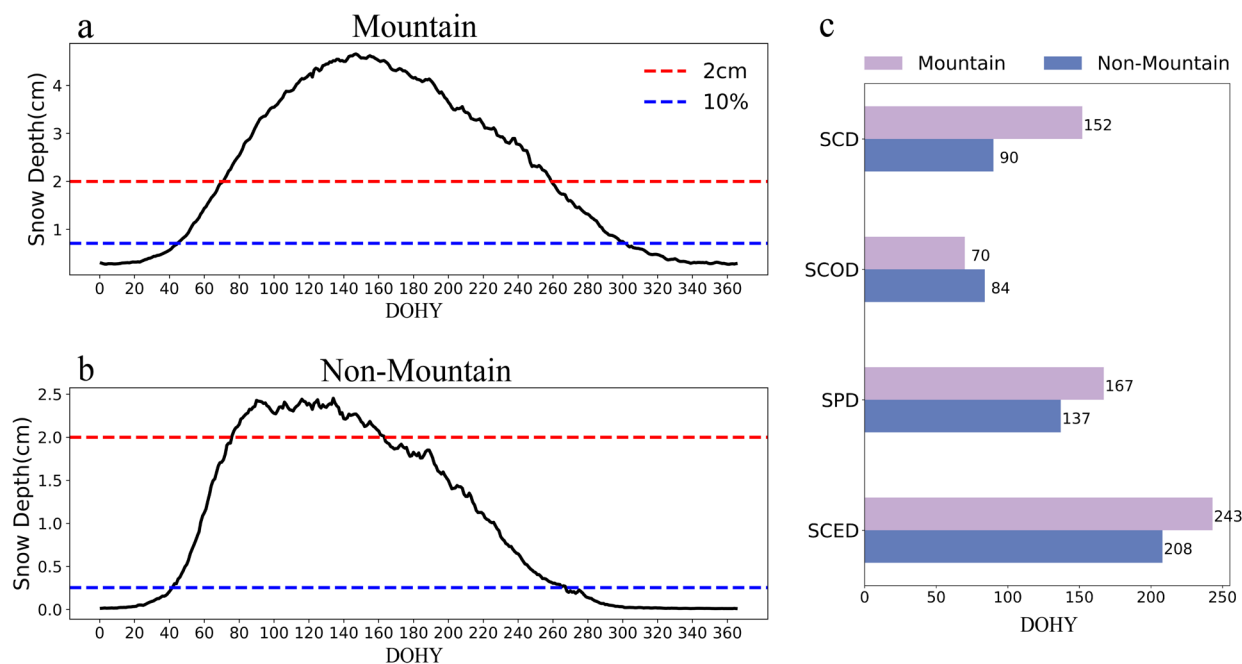 a
Mountain
Snow Depth(cm)
4
3
2
1
2cm
10%
0 20 40 60 80 100 120 140 160 180 200 220 240 260 280 300 320 340 360
DOHY
b
Non-Mountain
Snow Depth(cm)
2.5
2.0
1.5
1.0
0.5
0.0
0 20 40 60 80 100 120 140 160 180 200 220 240 260 280 300 320 340 360
DOHY
c
Mountain Non-Mountain
SCD
152
90
SCOD
70
84
SPD
167
137
SCED
243
208
0 50 100 150 200 250
DOHY